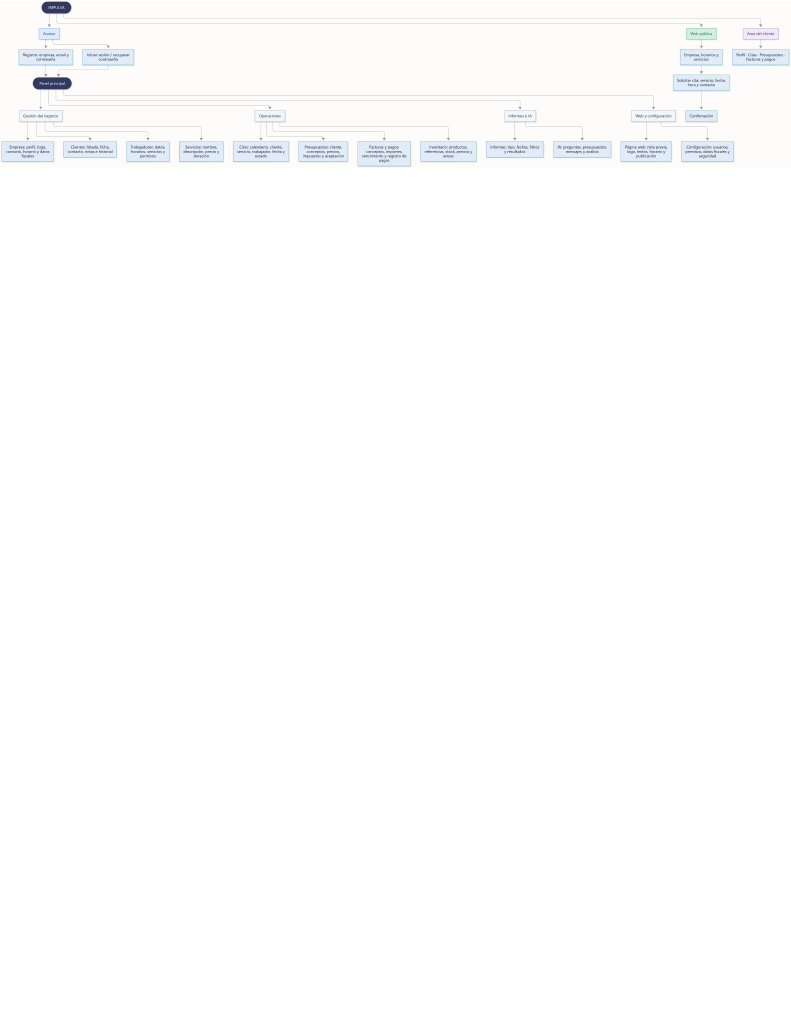 IMPULSA
Acceso
Web pública
Área del cliente
Registro: empresa, email y
contraseña
Iniciar sesión / recuperar
contraseña
Empresa, horarios y
servicios
Perfil · Citas · Presupuestos ·
Facturas y pagos
Panel principal
Solicitar cita: servicio, fecha,
hora y contacto
Gestión del negocio
Operaciones
Informes e IA
Web y configuración
Confirmación
Empresa: perfil, logo,
contacto, horario y datos
fiscales
Clientes: listado, ficha,
contacto, notas e historial
Trabajadores: datos,
horarios, servicios y
permisos
Servicios: nombre,
descripción, precio y
duración
Citas: calendario, cliente,
servicio, trabajador, fecha y
estado
Presupuestos: cliente,
conceptos, precios,
impuestos y aceptación
Facturas y pagos:
conceptos, importes,
vencimiento y registro de
pagos
Inventario: productos,
referencias, stock, precios y
avisos
Informes: tipo, fechas, filtros
y resultados
IA: preguntas, presupuestos,
mensajes y análisis
Página web: vista previa,
logo, textos, horario y
publicación
Configuración: usuarios,
permisos, datos fiscales y
seguridad